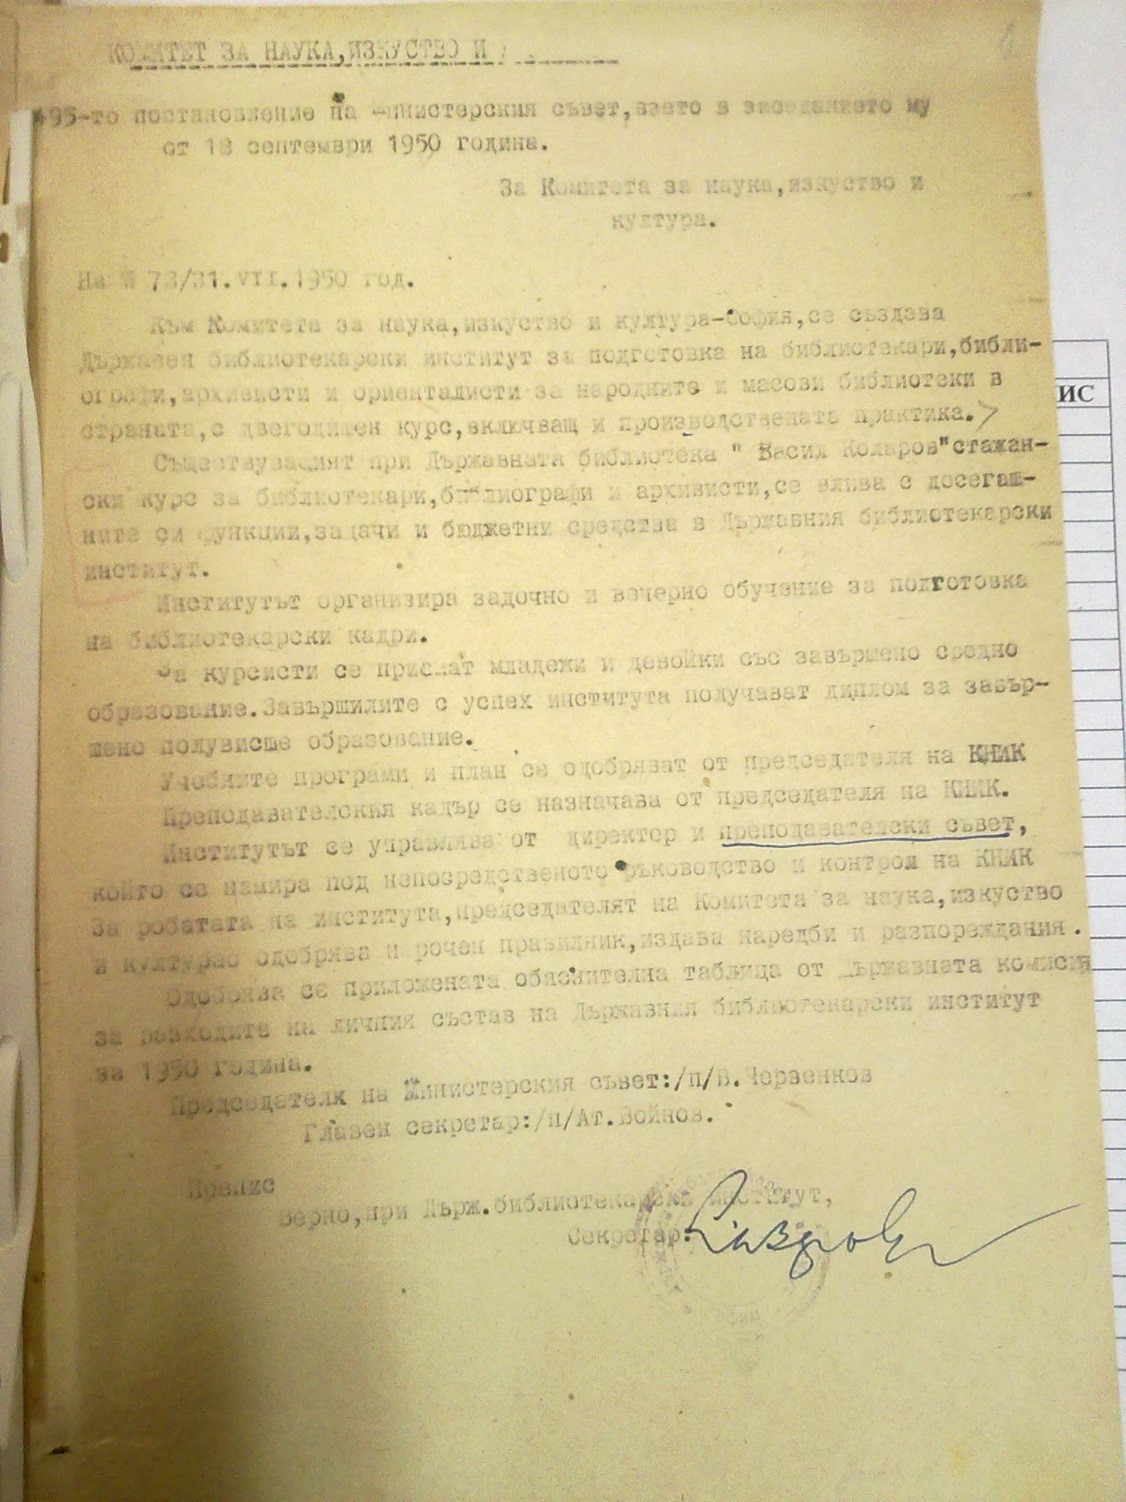 КОМИТЕТ ЗА НАУКА,ИЗКУСТВО И
495-то постановление на министерския съвет,взето в заседанието му
от 18 септември 1950 година.
За Комитета за наука,изкуство и
култура.
На № 73/31.VII.1950 год.
Към Комитета за наука,изкуство и култура-София,се създава
Държавен библиотекарски институт за подготовка на библиотекари,библи-
ографи,архивисти и ориенталисти за народните и масови библиотеки в
страната,с двегодишен курс,включващ и производствената практика.
Съществуващият при Държавната библиотека " Васил Коларов"стажан-
ски курс за библиотекари,библиографи и архивисти,се влива с досегаш-
ните си функции,задачи и бюджетни средства в Държавния библиотекарски
институт.
Институтът организира задочно и вечерно обучение за подготовка
на библиотекарски кадри.
За курсисти се приемат младежи и девойки със завършено средно
образование.Завършилите с успех института получават диплом за завър-
шено полувисше образование.
Учебните програми и план се одобряват от председателя на КНИК
Преподавателския кадър се назначава от председателя на КНИК.
Институтът се управлява от директор и преподавателски съвет,
който се намира под непосредственото ръководство и контрол на КНИК
За работата на института,председателят на Комитета за наука,изкуство
и култура одобрява нарочен правилник,издава наредби и разпореждания.
Одобрява се приложената обяснителна таблица от Държавната комисия
за разходите на личния състав на Държавния библиотекарски институт
за 1950 година.
Председателя на Министерския съвет:/п/В.Червенков
Главен секретар:/п/Ат.Войнов.
Препис
Верно,при Държ.библиотекарски институт,
Секретар:
ИС